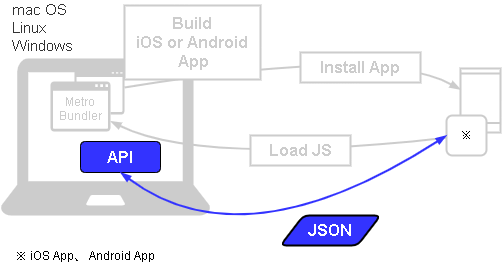 mac OS
Linux
Windows
Build
iOS or Android
App
Install App
Metro
Bundler
Load JS
※
API
JSON
※ iOS App、 Android App